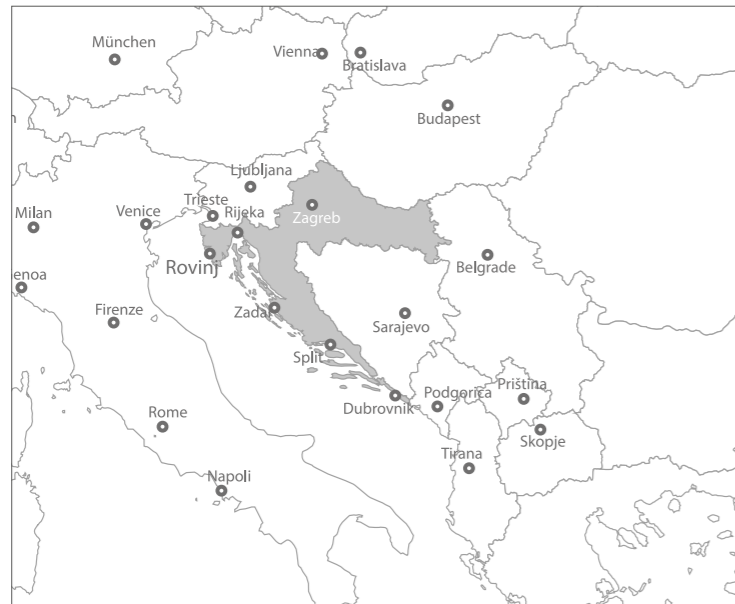 München
Vienna
Bratislava
Budapest
Ljubljana
Trieste
Rijeka
Zagreb
Milan
Venice
Rovinj
Belgrade
enoa
Firenze
Zadar
Sarajevo
Split
Dubrovnik
Podgorica
Priština
Rome
Skopje
Tirana
Napoli